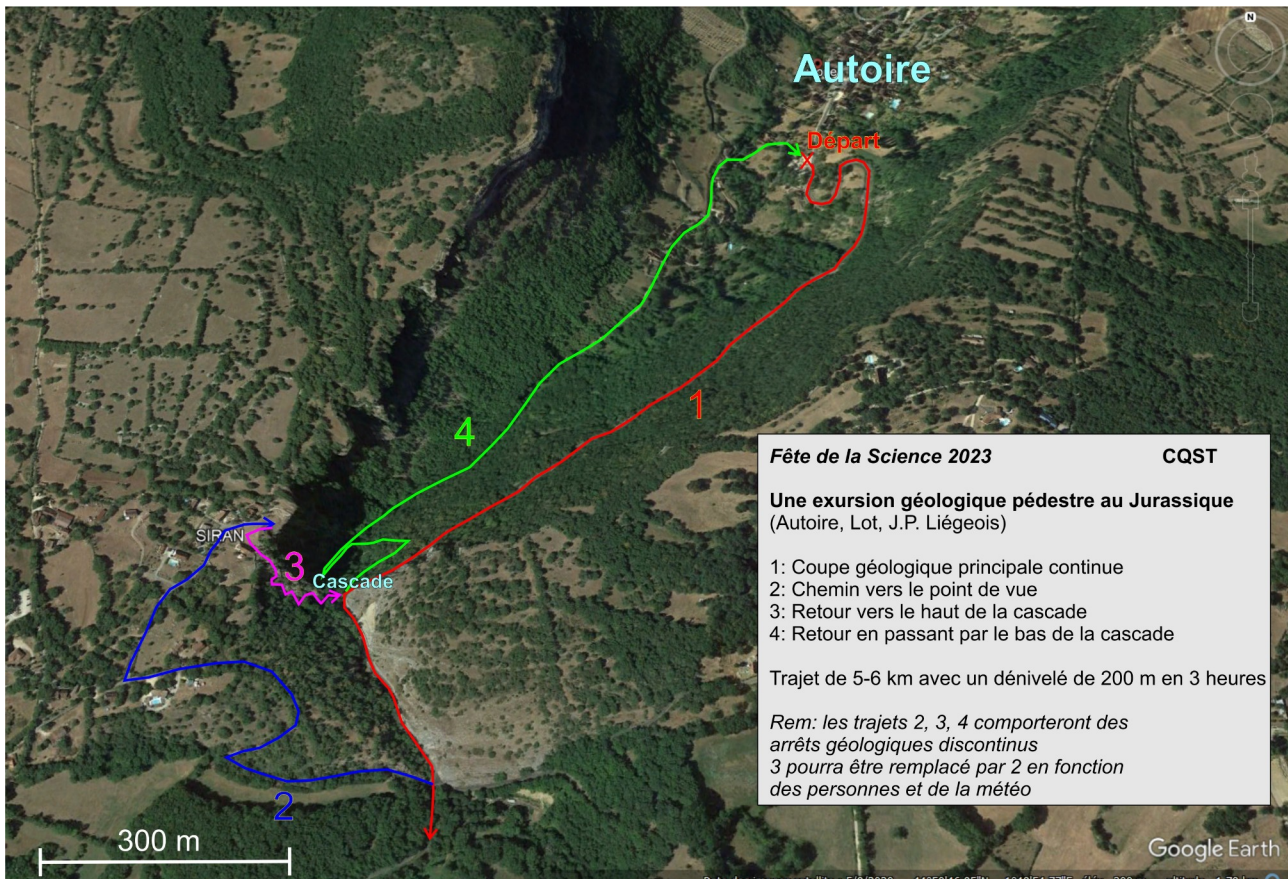 N
Autoire
Départ
1
4
SIRAN
3
Cascade
2
300 m
Fête de la Science 2023 CQST
Une exursion géologique pédestre au Jurassique
(Autoire, Lot, J.P. Liégeois)
1: Coupe géologique principale continue
2: Chemin vers le point de vue
3: Retour vers le haut de la cascade
4: Retour en passant par le bas de la cascade
Trajet de 5-6 km avec un dénivelé de 200 m en 3 heures
Rem: les trajets 2, 3, 4 comporteront des
arrêts géologiques discontinus
3 pourra être remplacé par 2 en fonction
des personnes et de la météo
Google Earth